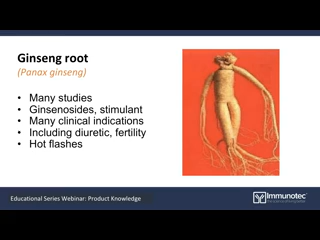 Ginseng root
(Panax ginseng)
• Many studies
• Ginsenosides, stimulant
• Many clinical indications
• Including diuretic, fertility
• Hot flashes
Educational Series Webinar: Product Knowledge
Immunotec